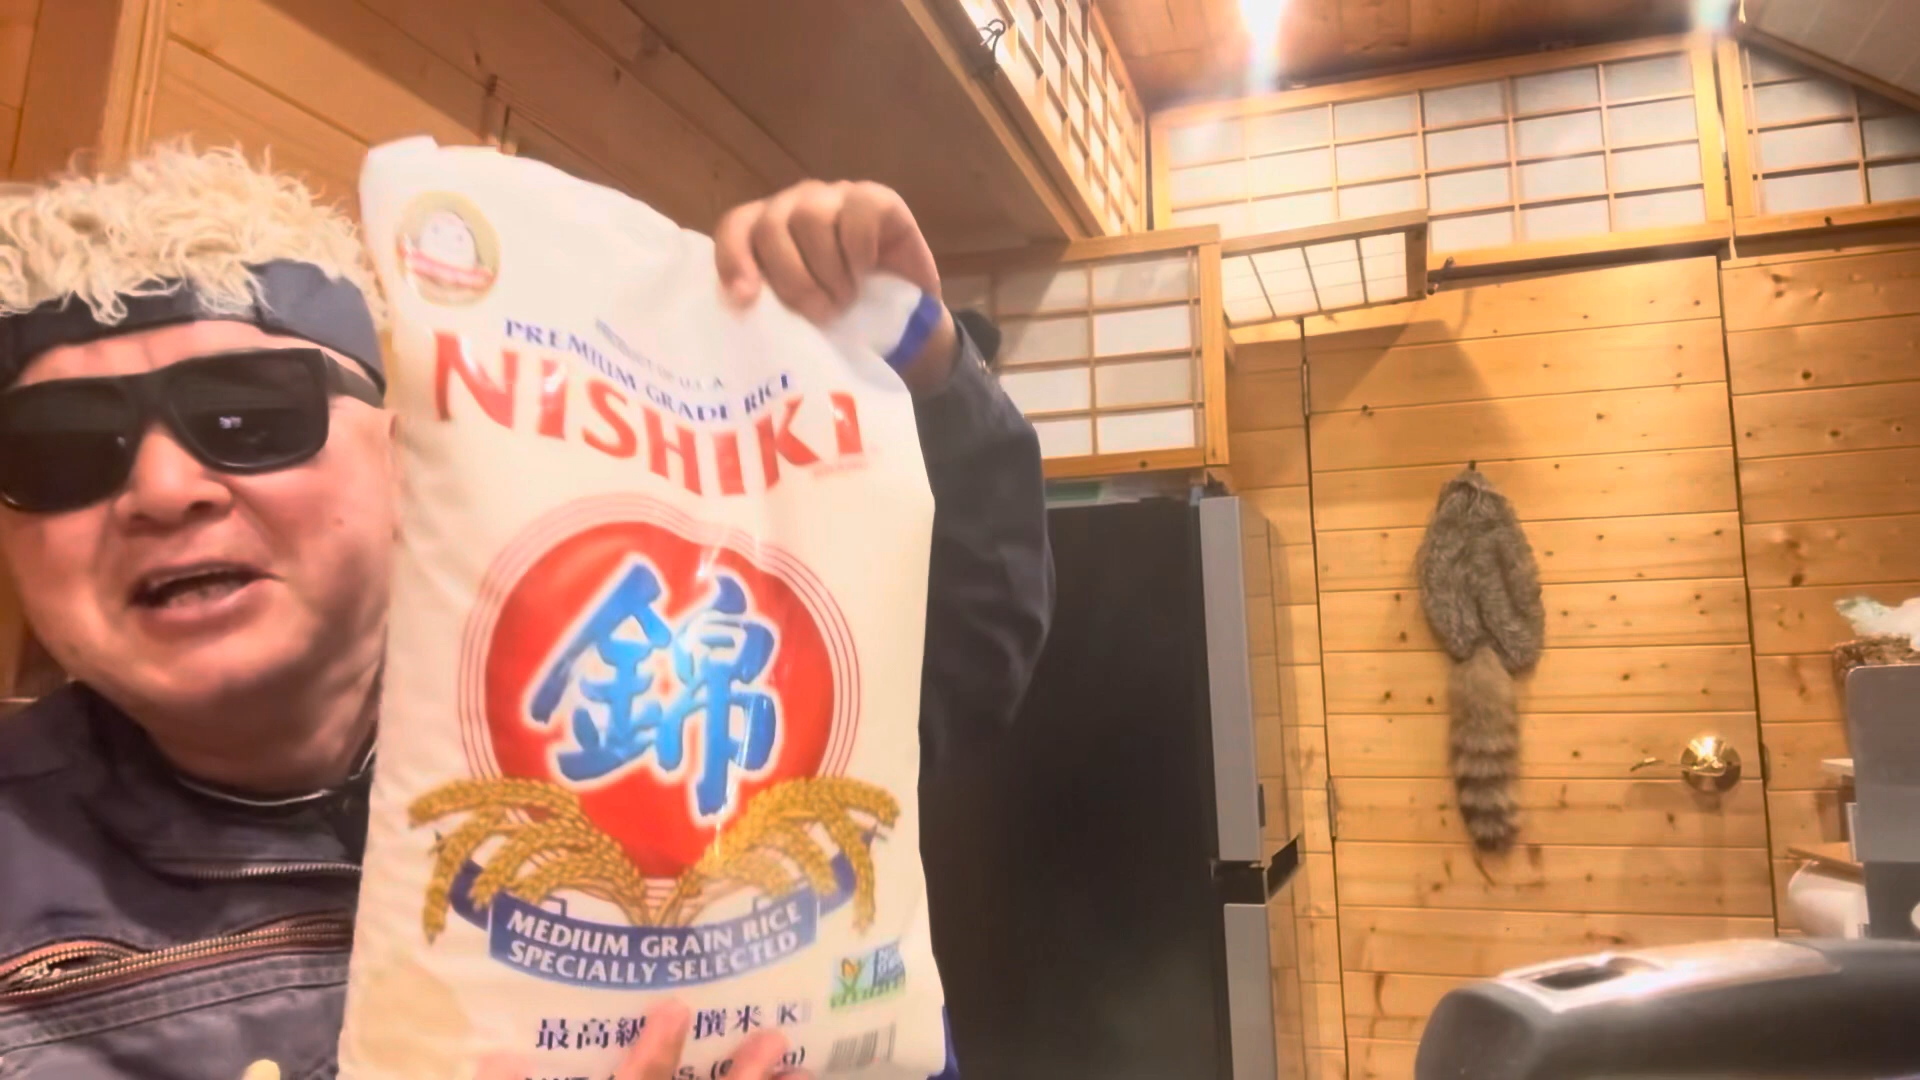 PREMIUM GRADE RICE
NISHIKI
錦
MEDIUM GRAIN RICE
SPECIALLY SELECTED
最高級 撰米